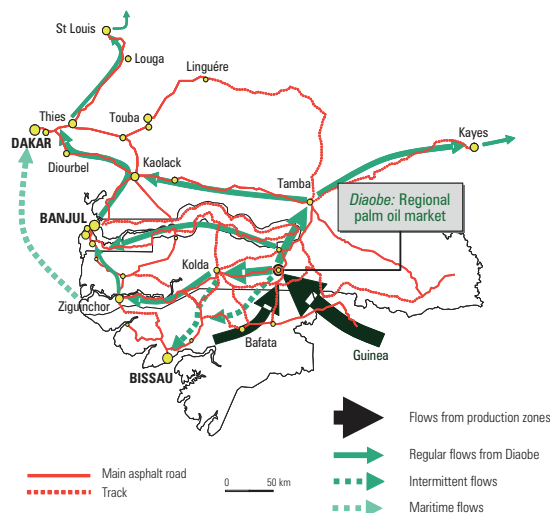 St Louis
Louga
Linguére
Thies
Touba
DAKAR
Kayes
Diourbel
Kaolack
Tamba
Diaobe: Regional
palm oil market
BANJUL
Kolda
Ziguinchor
Bafata
Guinea
BISSAU
Flows from production zones
Regular flows from Diaobe
Main asphalt road
0 50 km
Intermittent flows
Track
Maritime flows